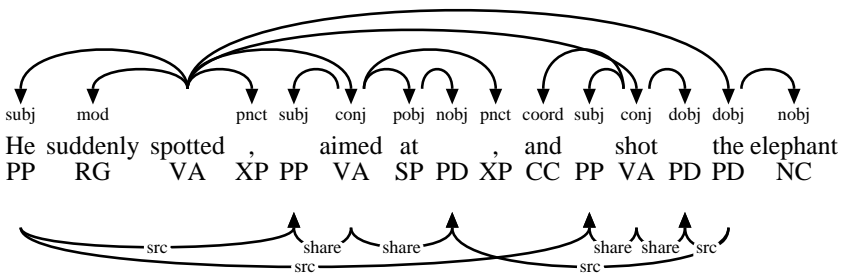 subj mod pnct subj conj pobj nobj pnct coord subj conj dobj dobj nobj
He suddenly spotted , aimed at , and shot the elephant
PP RG VA XP PP VA SP PD XP CC PP VA PD PD NC
src share share share share src
src src